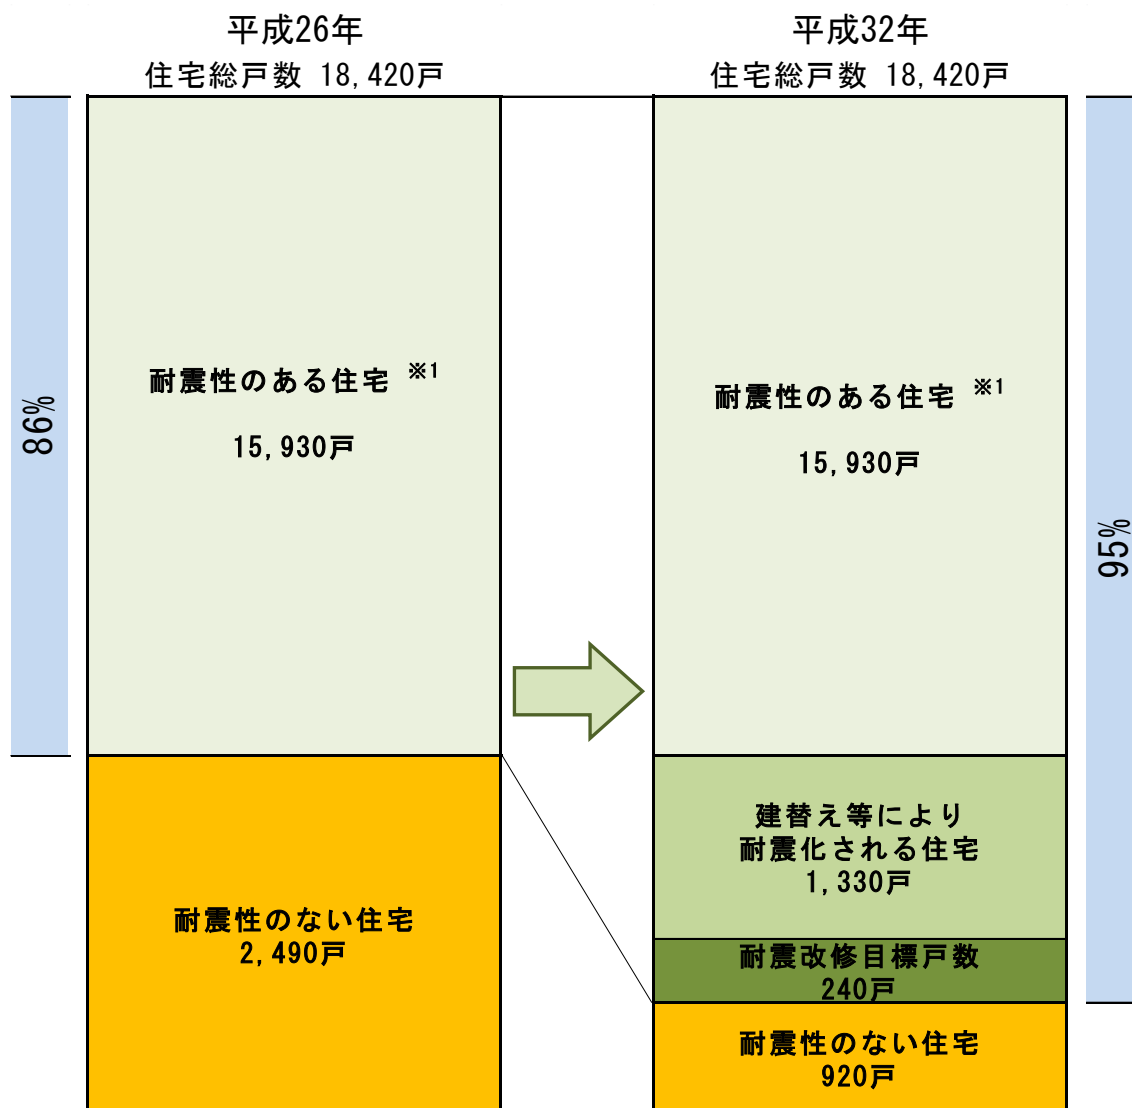 平成26年
住宅総戸数 18,420戸
86%
耐震性のある住宅 ※1
15,930戸
耐震性のない住宅
2,490戸
平成32年
住宅総戸数 18,420戸
耐震性のある住宅 ※1
15,930戸
建替え等により
耐震化される住宅
1,330戸
耐震改修目標戸数
240戸
耐震性のない住宅
920戸
95%